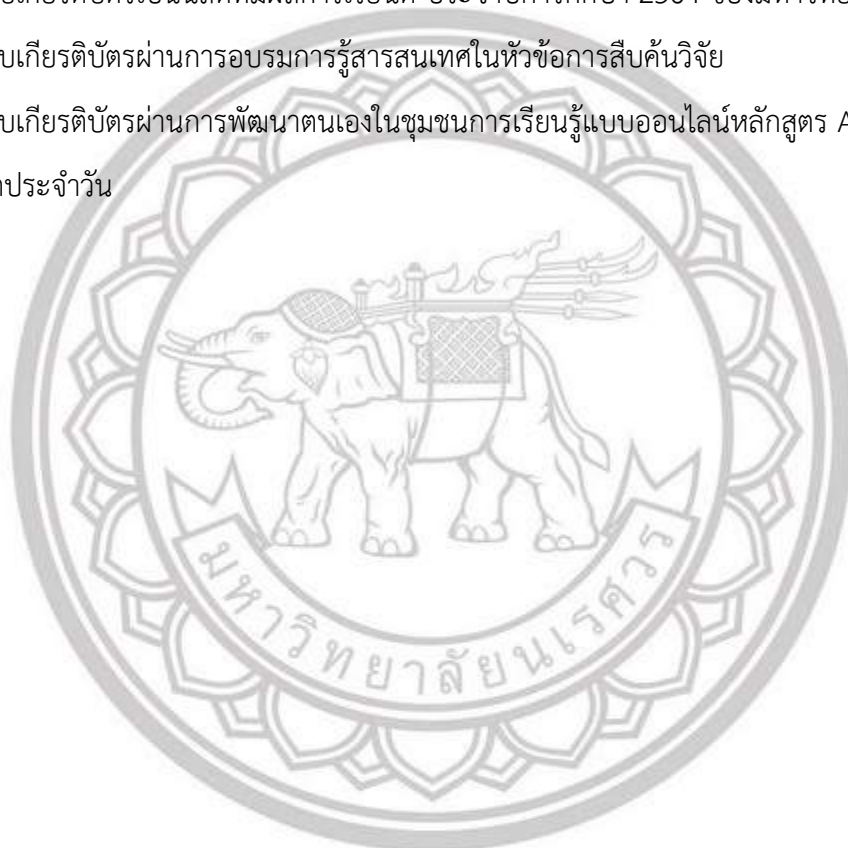 บเกียรติบัตรผ่านการอบรมการรู้สารสนเทศในหัวข้อการสืบค้นวิจัย
บเกียรติบัตรผ่านการพัฒนาตนเองในชุมชนการเรียนรู้แบบออนไลน์หลักสูตร A
ประจำวัน
มหาวิทยาลัยนเรศวร